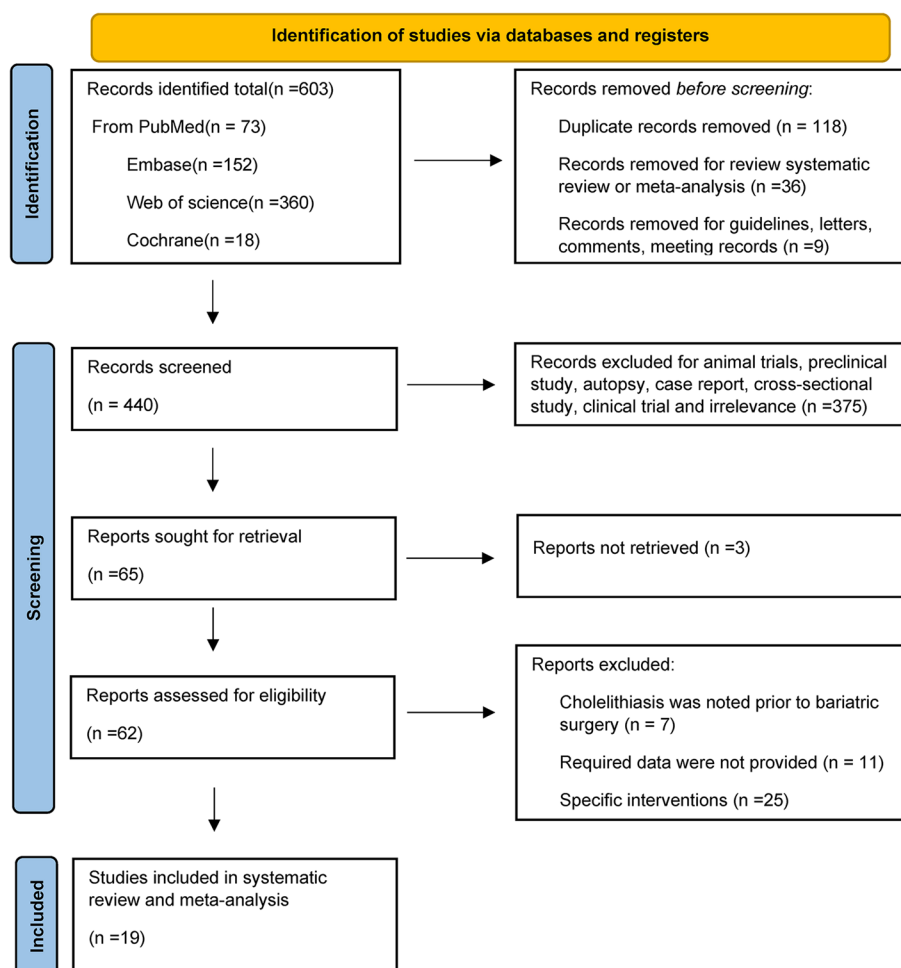 Identification of studies via databases and registers
Identification
Records identified total(n =603)
From PubMed(n = 73)
Embase(n =152)
Web of science(n =360)
Cochrane(n =18)
Records removed before screening:
Duplicate records removed (n = 118)
Records removed for review systematic
review or meta-analysis (n =36)
Records removed for guidelines, letters,
comments, meeting records (n =9)
Screening
Records screened
(n = 440)
Records excluded for animal trials, preclinical
study, autopsy, case report, cross-sectional
study, clinical trial and irrelevance (n =375)
Reports sought for retrieval
(n =65)
Reports not retrieved (n =3)
Reports assessed for eligibility
(n =62)
Reports excluded:
Cholelithiasis was noted prior to bariatric
surgery (n = 7)
Required data were not provided (n = 11)
Specific interventions (n =25)
Included
Studies included in systematic
review and meta-analysis
(n =19)